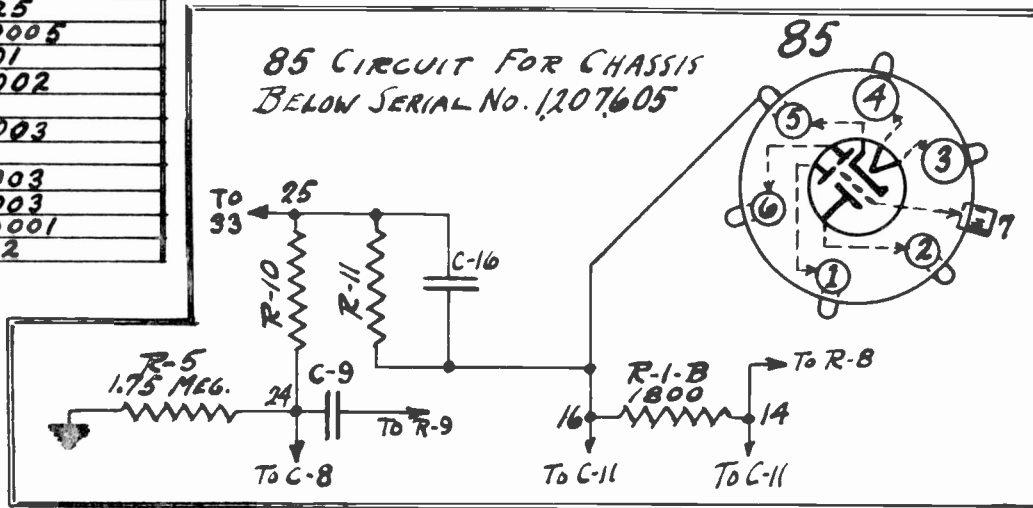 25
0005
01
002
003
003
003
0001
2
85 CIRCUIT FOR CHASSIS
BELOW SERIAL NO. 1,207,605
85
5
4
3
6
7
2
1
TO
33
25
R-10
R-11
C-16
R-5
1.75 MEG.
24
C-9
TO R-9
TO C-8
16
R-1-B
1800
TO R-8
14
TO C-11
TO C-11